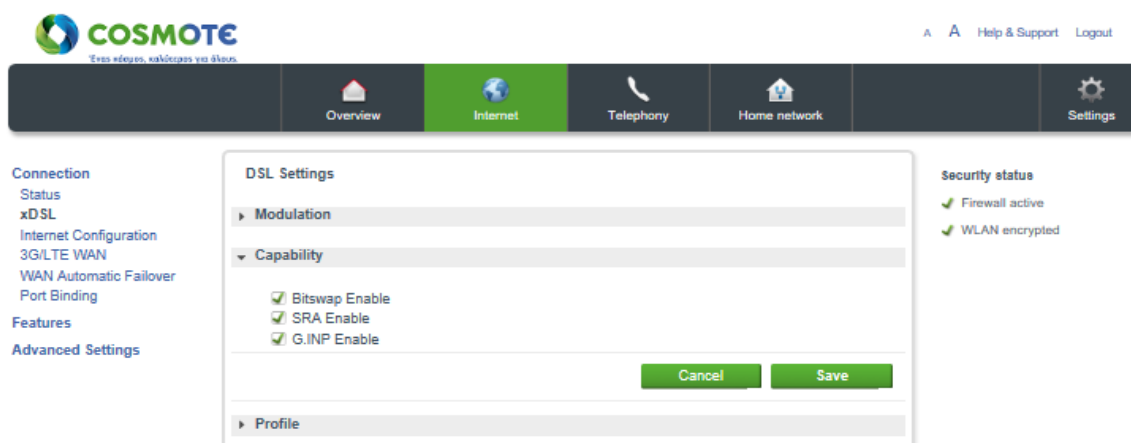 COSMOTE
Ένας κόσμος, καλύτερος για όλους.
A A Help & Support Logout
Overview
Internet
Telephony
Home network
Settings
Connection
Status
xDSL
Internet Configuration
3G/LTE WAN
WAN Automatic Failover
Port Binding
Features
Advanced Settings
DSL Settings
Modulation
Capability
Bitswap Enable
SRA Enable
G.INP Enable
Cancel
Save
Profile
Security status
Firewall active
WLAN encrypted